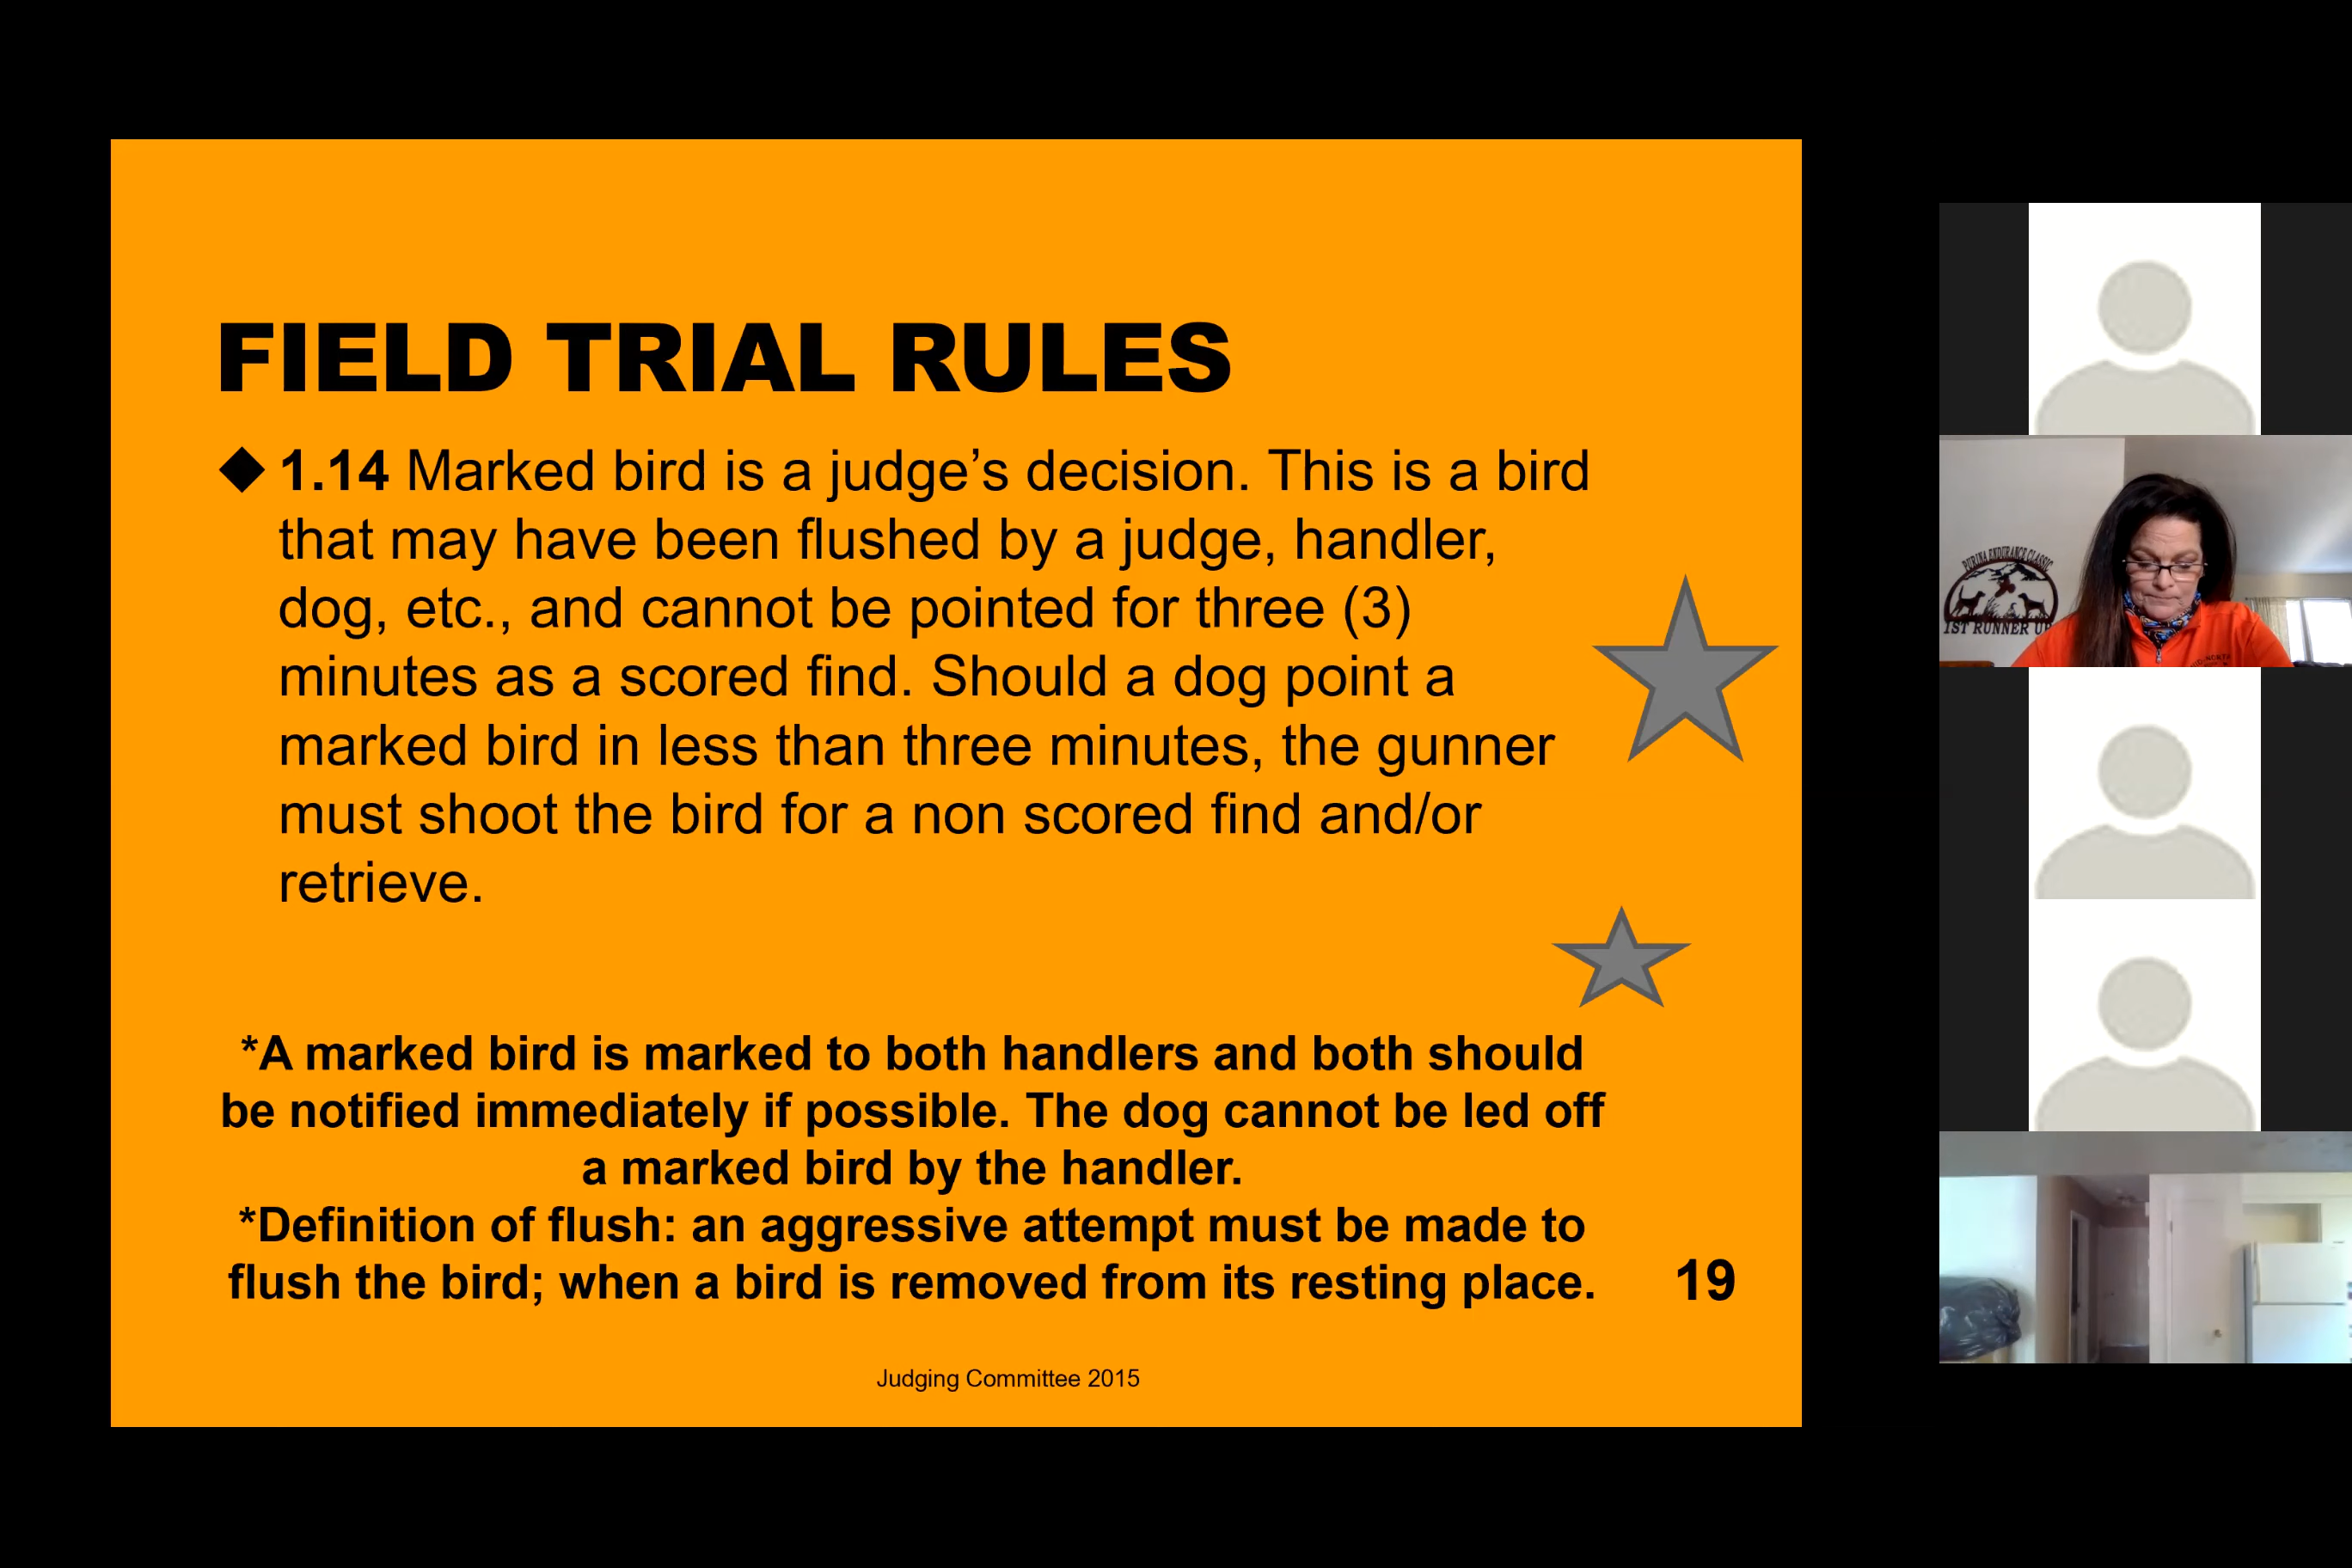 FIELD TRIAL RULES
◆ 1.14 Marked bird is a judge’s decision. This is a bird
that may have been flushed by a judge, handler,
dog, etc., and cannot be pointed for three (3)
minutes as a scored find. Should a dog point a
marked bird in less than three minutes, the gunner
must shoot the bird for a non scored find and/or
retrieve.
*A marked bird is marked to both handlers and both should
be notified immediately if possible. The dog cannot be led off
a marked bird by the handler.
*Definition of flush: an aggressive attempt must be made to
flush the bird; when a bird is removed from its resting place.
19
Judging Committee 2015
PURINA ENDURANCE CLASSIC
1ST RUNNER UP